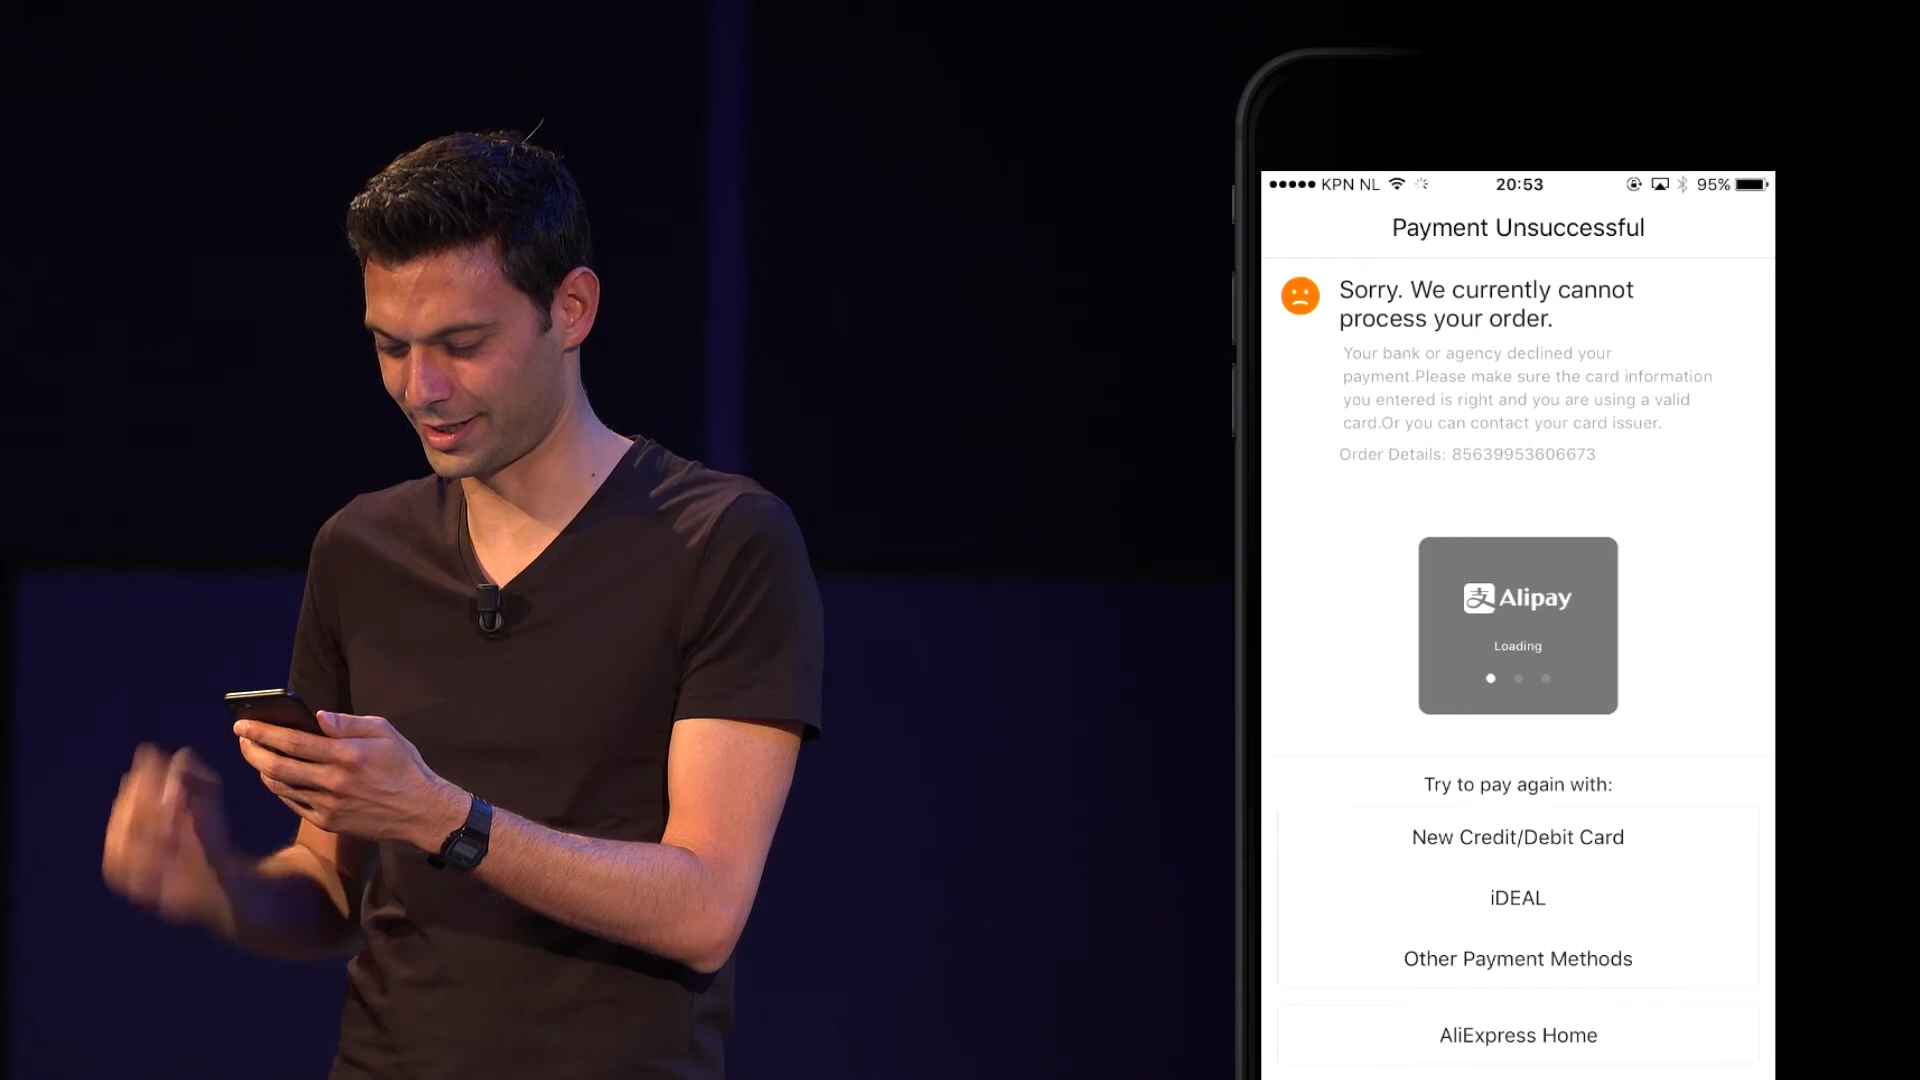 KPN NL 20:53 95%
Payment Unsuccessful
Sorry. We currently cannot
process your order.
Your bank or agency declined your
payment.Please make sure the card information
you entered is right and you are using a valid
card.Or you can contact your card issuer.
Order Details: 85639953606673
支 Alipay
Loading
Try to pay again with:
New Credit/Debit Card
iDEAL
Other Payment Methods
AliExpress Home